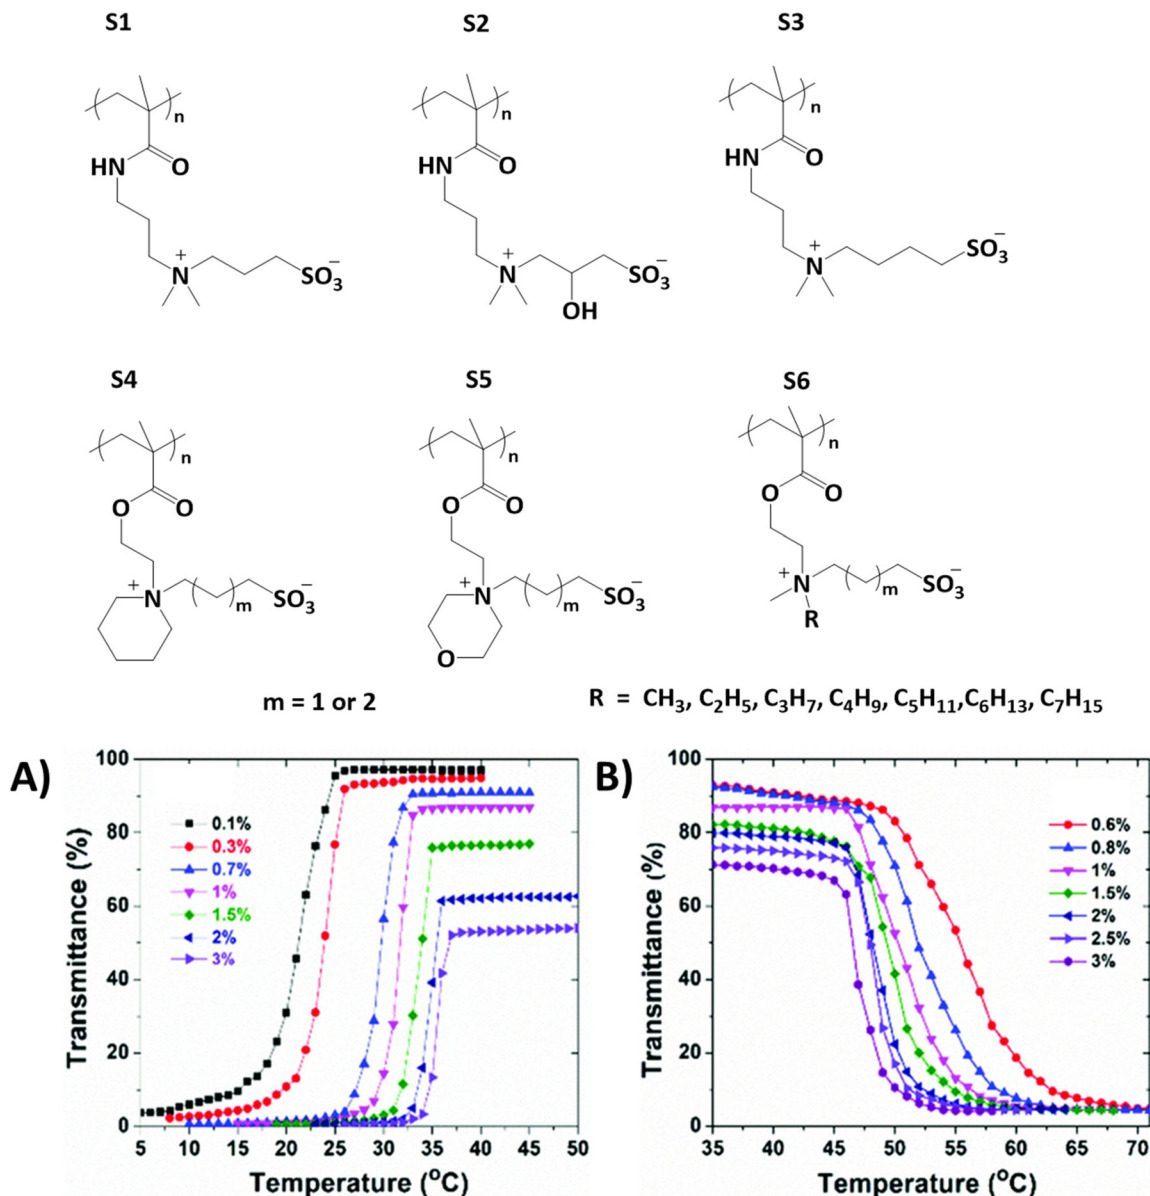 S1
S2
S3
n
n
n
HN
O
HN
O
HN
O
+
N
SO3−
+
N
SO3−
OH
+
N
SO3−
S4
S5
S6
n
n
n
O
O
O
O
O
O
+
N
m
SO3−
+
N
m
SO3−
O
+
N
m
SO3−
R
m = 1 or 2
R = CH3, C2H5, C3H7, C4H9, C5H11,C6H13, C7H15
A)
Transmittance (%)
100
80
60
40
20
0
0.1%
0.3%
0.7%
1%
1.5%
2%
3%
5 10 15 20 25 30 35 40 45 50
Temperature (oC)
B)
Transmittance (%)
100
80
60
40
20
0
0.6%
0.8%
1%
1.5%
2%
2.5%
3%
35 40 45 50 55 60 65 70
Temperature (oC)